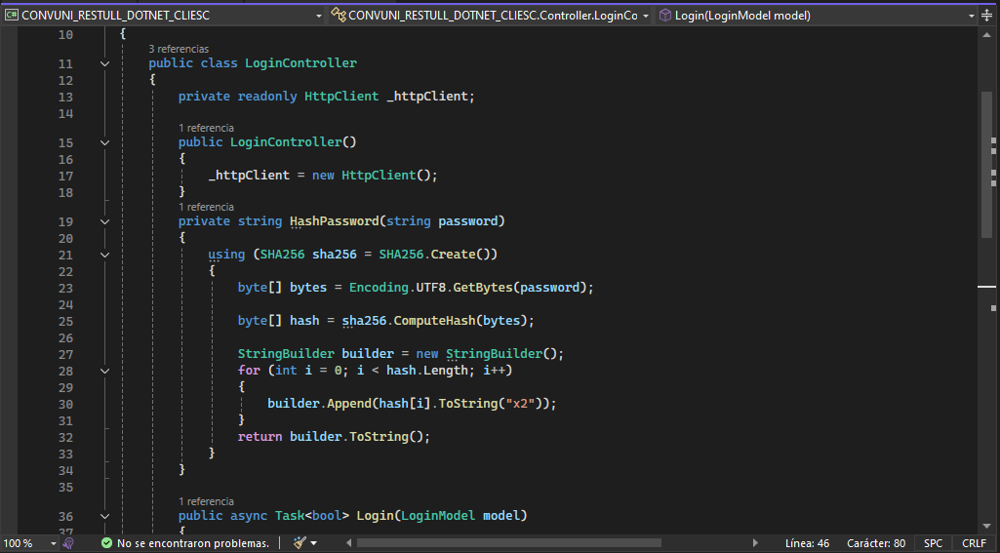 C# CONVUNI_RESTULL_DOTNET_CLIESC
CONVUNI_RESTULL_DOTNET_CLIESC.Controller.LoginCo
Login(LoginModel model)
10 {
3 referencias
11 public class LoginController
12 {
13 private readonly HttpClient _httpClient;
14
1 referencia
15 public LoginController()
16 {
17 _httpClient = new HttpClient();
18 }
1 referencia
19 private string HashPassword(string password)
20 {
21 using (SHA256 sha256 = SHA256.Create())
22 {
23 byte[] bytes = Encoding.UTF8.GetBytes(password);
24
25 byte[] hash = sha256.ComputeHash(bytes);
26
27 StringBuilder builder = new StringBuilder();
28 for (int i = 0; i < hash.Length; i++)
29 {
30 builder.Append(hash[i].ToString("x2"));
31 }
32 return builder.ToString();
33 }
34 }
35
1 referencia
36 public async Task<bool> Login(LoginModel model)
37 {
100 % No se encontraron problemas. Línea: 46 Carácter: 80 SPC CRLF